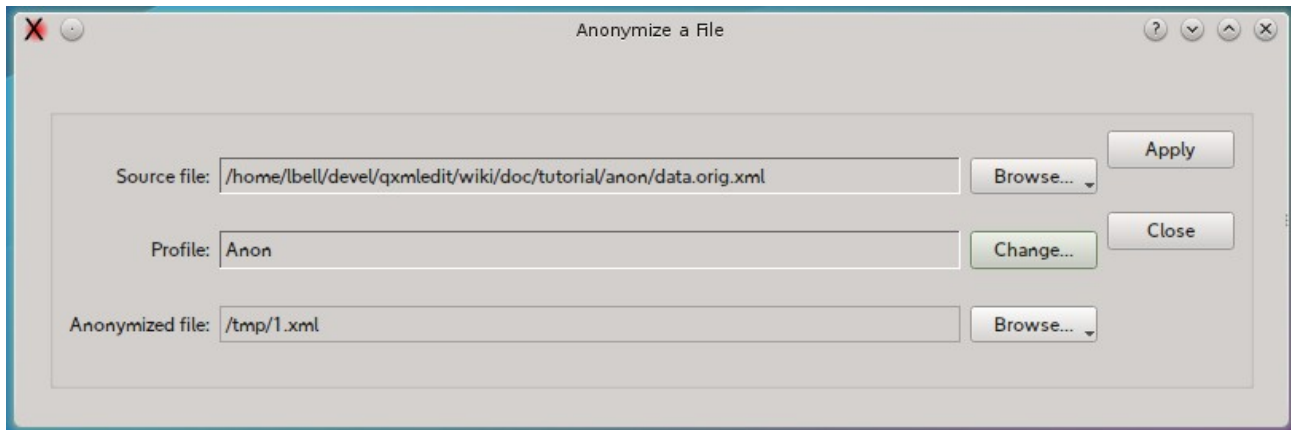 Anonymize a File
Apply
Source file: /home/lbell/devel/qxmledit/wiki/doc/tutorial/anon/data.orig.xml Browse...
Close
Profile: Anon Change...
Anonymized file: /tmp/1.xml Browse...